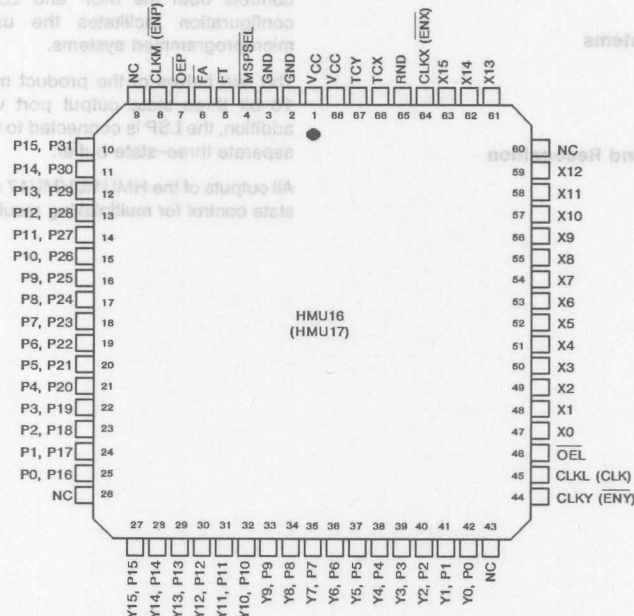 NC
CLKM (ENP)
OEP
FA
FT
MSPSEL
GND
GND
VCC
VCC
TCY
TCX
RND
CLKX (ENX)
X15
X14
X13
9 8 7 6 5 4 3 2 1 68 67 66 65 64 63 62 61
P15, P31 10
P14, P30 11
P13, P29 12
P12, P28 13
P11, P27 14
P10, P26 15
P9, P25 16
P8, P24 17
P7, P23 18
P6, P22 19
P5, P21 20
P4, P20 21
P3, P19 22
P2, P18 23
P1, P17 24
P0, P16 25
NC 26
HMU16
(HMU17)
60 NC
59 X12
58 X11
57 X10
56 X9
55 X8
54 X7
53 X6
52 X5
51 X4
50 X3
49 X2
48 X1
47 X0
46 OEL
45 CLKL (CLK)
44 CLKY (ENY)
27 28 29 30 31 32 33 34 35 36 37 38 39 40 41 42 43
Y15, P15
Y14, P14
Y13, P13
Y12, P12
Y11, P11
Y10, P10
Y9, P9
Y8, P8
Y7, P7
Y6, P6
Y5, P5
Y4, P4
Y3, P3
Y2, P2
Y1, P1
Y0, P0
NC